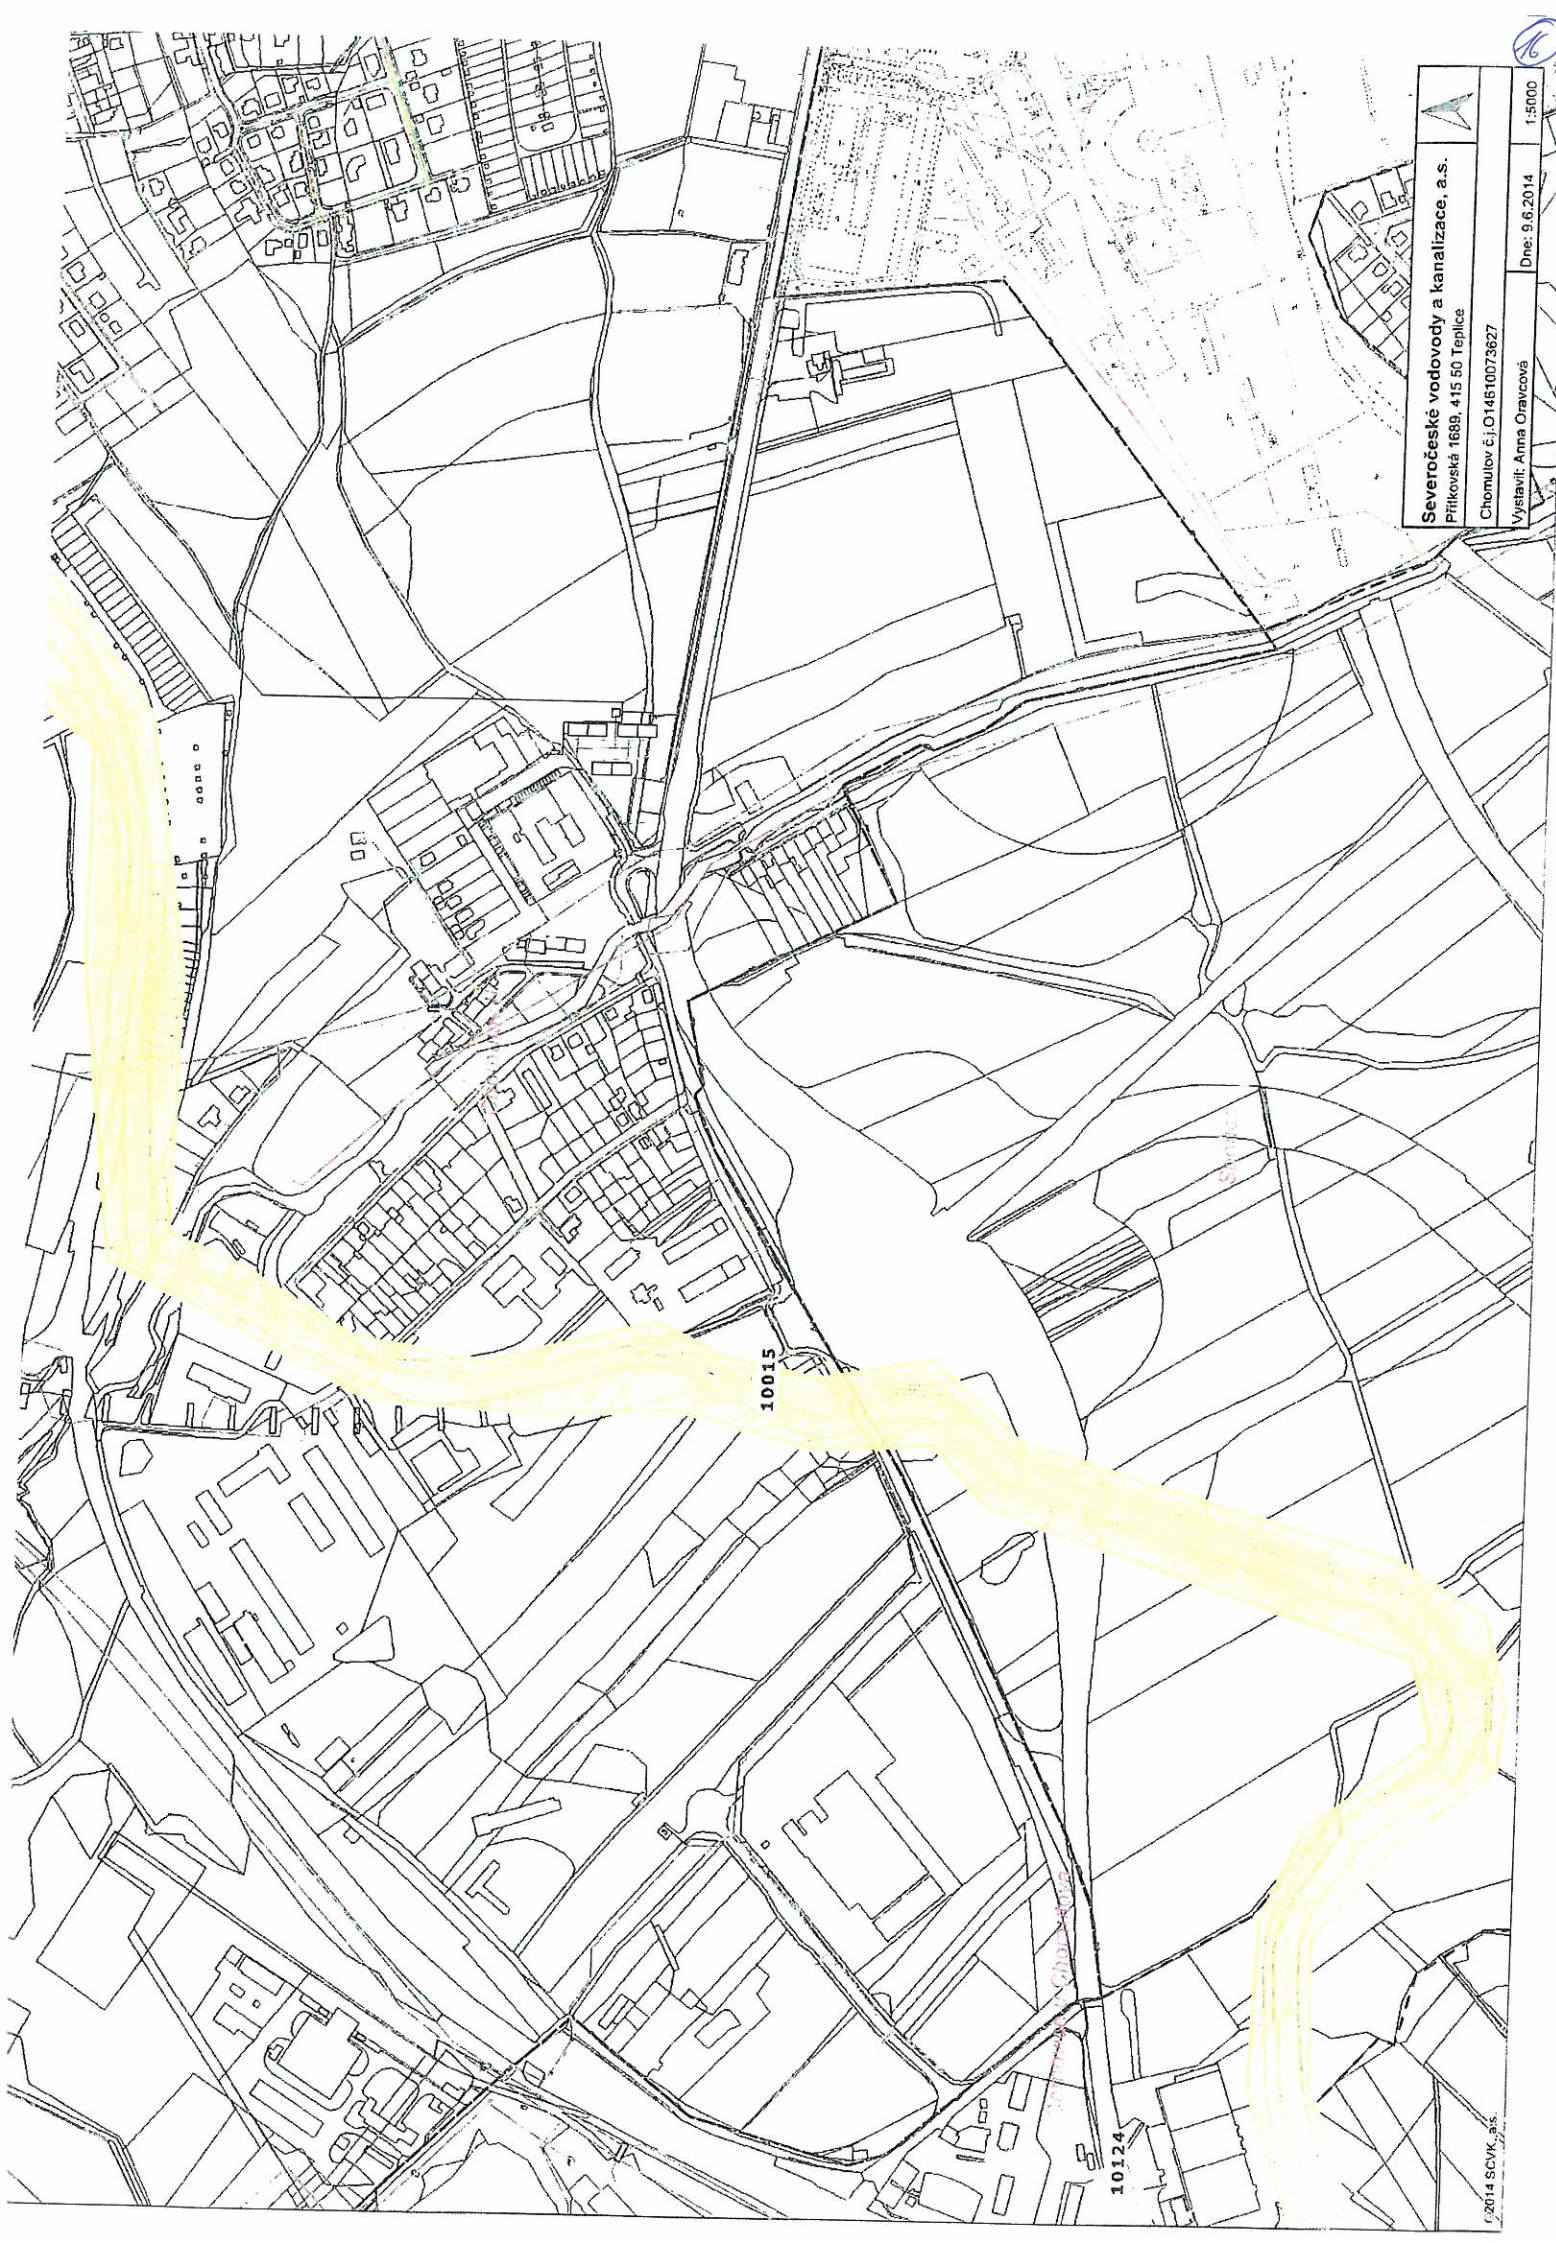 16
Severočeské vodovody a kanalizace, a.s.
Přítkovská 1689, 415 50 Teplice
Chomutov č.j.O14610073627
Vystavil: Anna Oravcová
Dne: 9.6.2014
1:5000
10015
10124
©2014 SČVK, a.s.